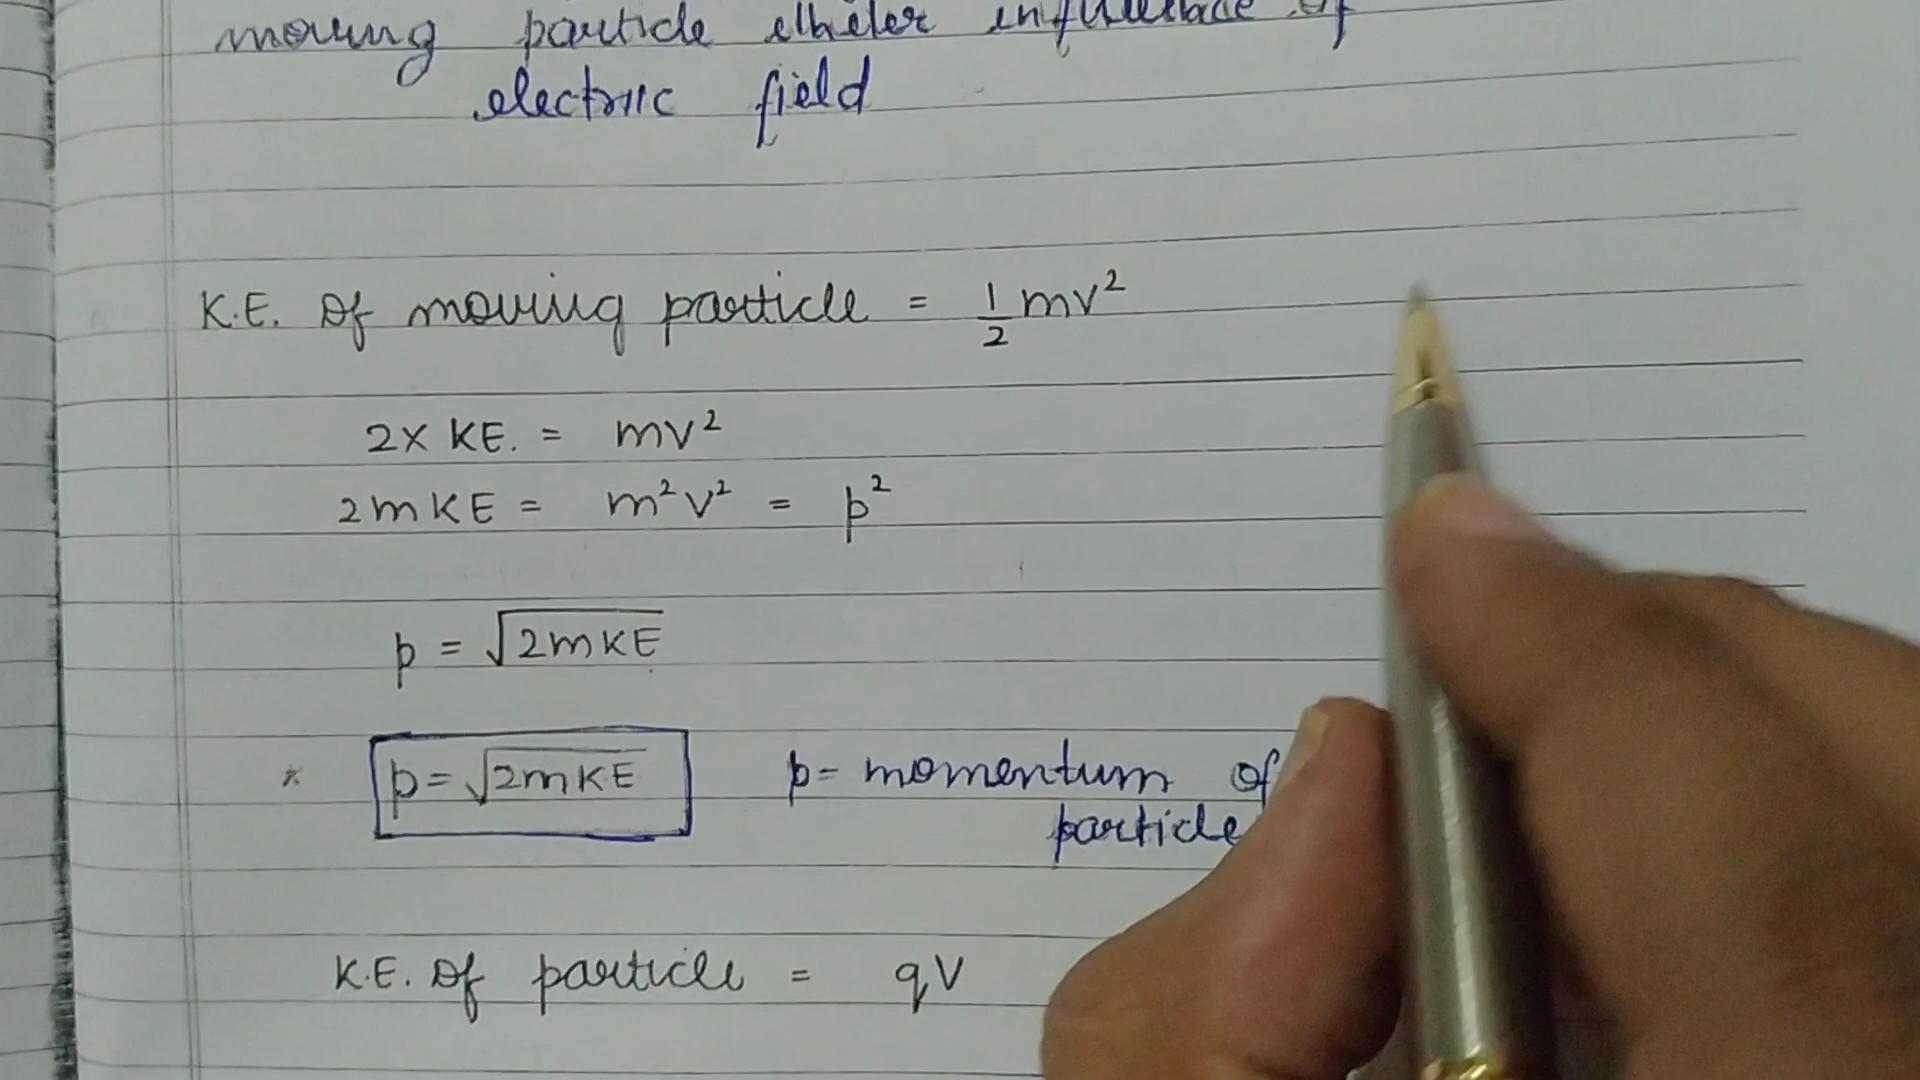 moving particle under influence of
electric field
K.E. Of moving particle = 1/2 mv²
2x KE. = mv²
2mKE = m²v² = p²
p = √2mKE
* p = √2mKE p = momentum of
particle
K.E. Of particle = qV